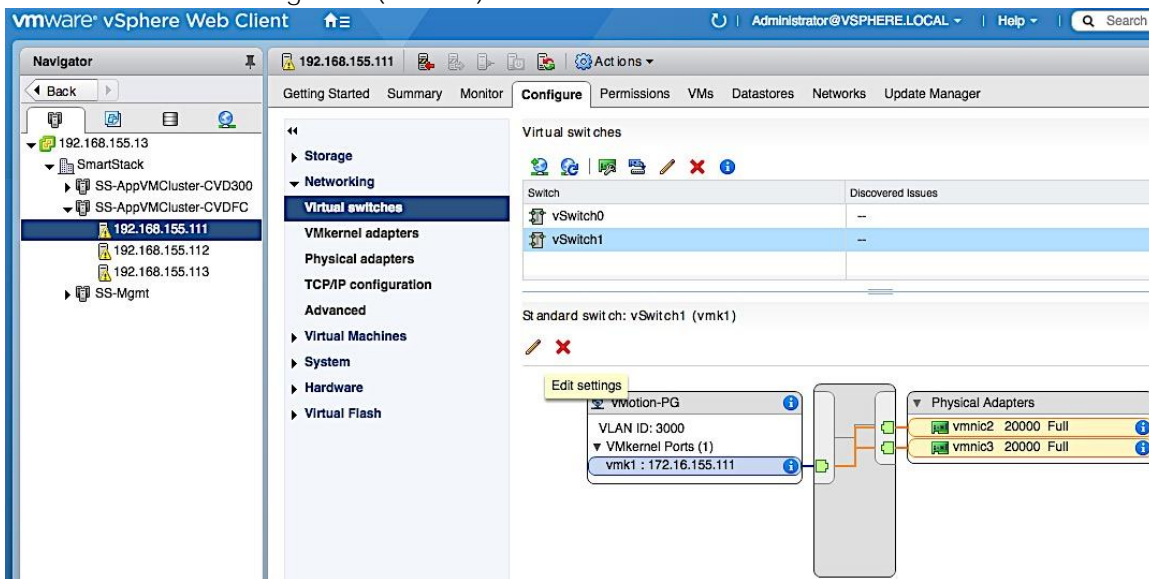 vmware® vSphere Web Client
Administrator@VSPHERE.LOCAL
Help
Search
Navigator
Back
192.168.155.13
SmartStack
SS-AppVMCluster-CVD300
SS-AppVMCluster-CVDFC
192.168.155.111
192.168.155.112
192.168.155.113
SS-Mgmt
192.168.155.111
Actions
Getting Started Summary Monitor Configure Permissions VMs Datastores Networks Update Manager
Storage
Networking
Virtual switches
VMkernel adapters
Physical adapters
TCP/IP configuration
Advanced
Virtual Machines
System
Hardware
Virtual Flash
Virtual switches
Switch Discovered Issues
vSwitch0 --
vSwitch1 --
Standard switch: vSwitch1 (vmk1)
Edit settings
vMotion-PG
VLAN ID: 3000
VMkernel Ports (1)
vmk1 : 172.16.155.111
Physical Adapters
vmnic2 20000 Full
vmnic3 20000 Full